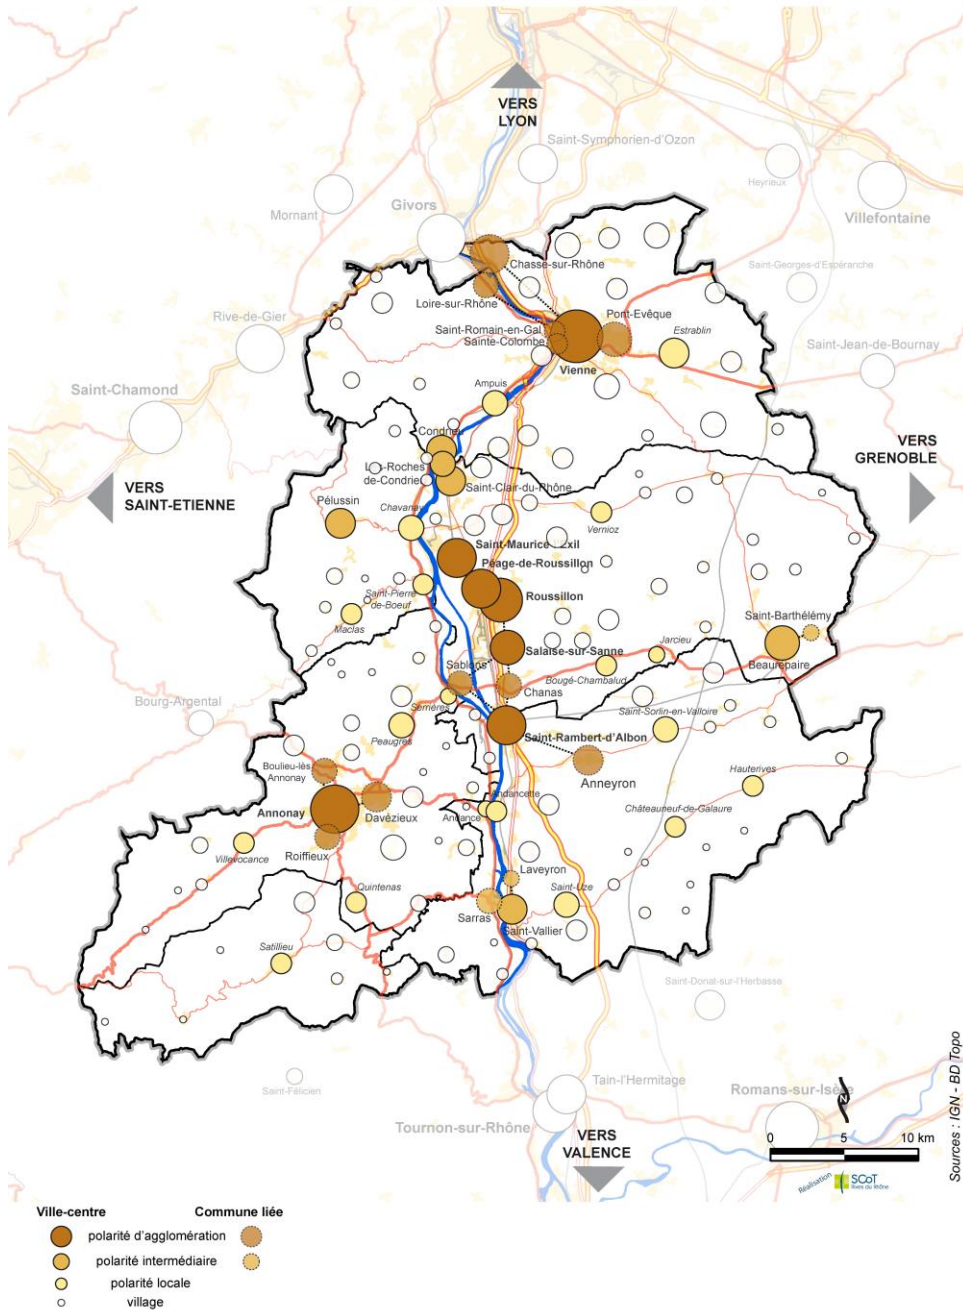 VERS
LYON
Saint-Symphorien-d'Ozon
Heyrieux
Mornant
Givors
Villefontaine
Chasse-sur-Rhône
Saint-Georges-d'Espéranche
Loire-sur-Rhône
Rive-de-Gier
Pont-Evêque
Saint-Romain-en-Gal
Sainte-Colombe
Estrablin
Saint-Jean-de-Bournay
Vienne
Saint-Chamond
Ampuis
Condrieu
VERS
GRENOBLE
Les-Roches
de-Condrieu
VERS
SAINT-ETIENNE
Saint-Clair-du-Rhône
Pélussin
Chavanay
Vernioz
Saint-Maurice-l'Exil
Péage-de-Roussillon
Roussillon
Saint-Pierre
de-Boeuf
Maclas
Saint-Barthélémy
Salaise-sur-Sanne
Jarcieu
Sablons
Beaurepaire
Bougé-Chambalud
Chanas
Serrières
Bourg-Argental
Saint-Sorlin-en-Valloire
Saint-Rambert-d'Albon
Peaugres
Boulieu-lès
Annonay
Anneyron
Hauterives
Andancette
Châteauneuf-de-Galaure
Annonay
Davézieux
Andance
Roiffieux
Villevocance
Laveyron
Quintenas
Saint-Uze
Sarras
Saint-Vallier
Satillieu
Saint-Donat-sur-l'Herbasse
Saint-Félicien
Tain-l'Hermitage
Romans-sur-Isère
Tournon-sur-Rhône
N
VERS
VALENCE
0 5 10 km
Réalisation
SCoT
Rives du Rhône
Sources : IGN - BD Topo
Ville-centre Commune liée
polarité d'agglomération
polarité intermédiaire
polarité locale
village